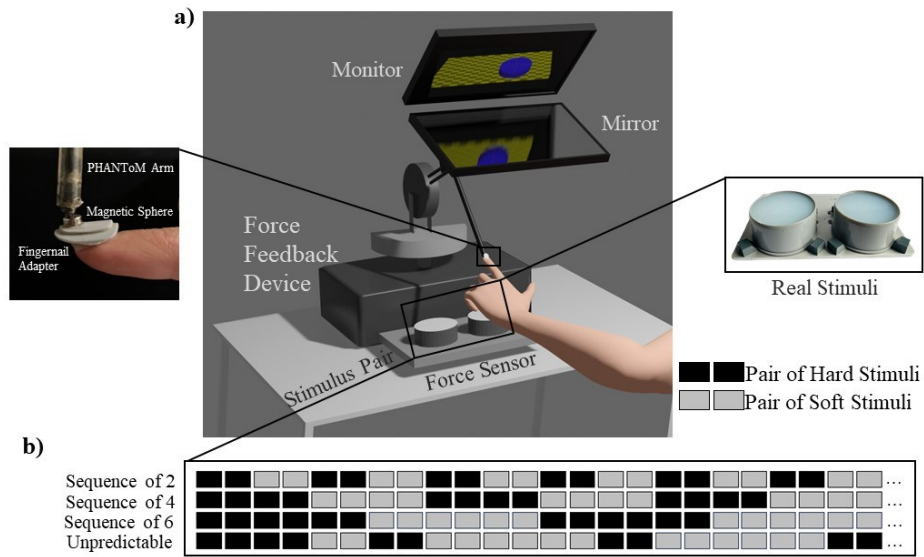 a)
Monitor
Mirror
PHANToM Arm
Magnetic Sphere
Fingernail
Adapter
Force
Feedback
Device
Real Stimuli
Stimulus Pair
Force Sensor
Pair of Hard Stimuli
Pair of Soft Stimuli
b)
Sequence of 2
...
Sequence of 4
...
Sequence of 6
...
Unpredictable
...